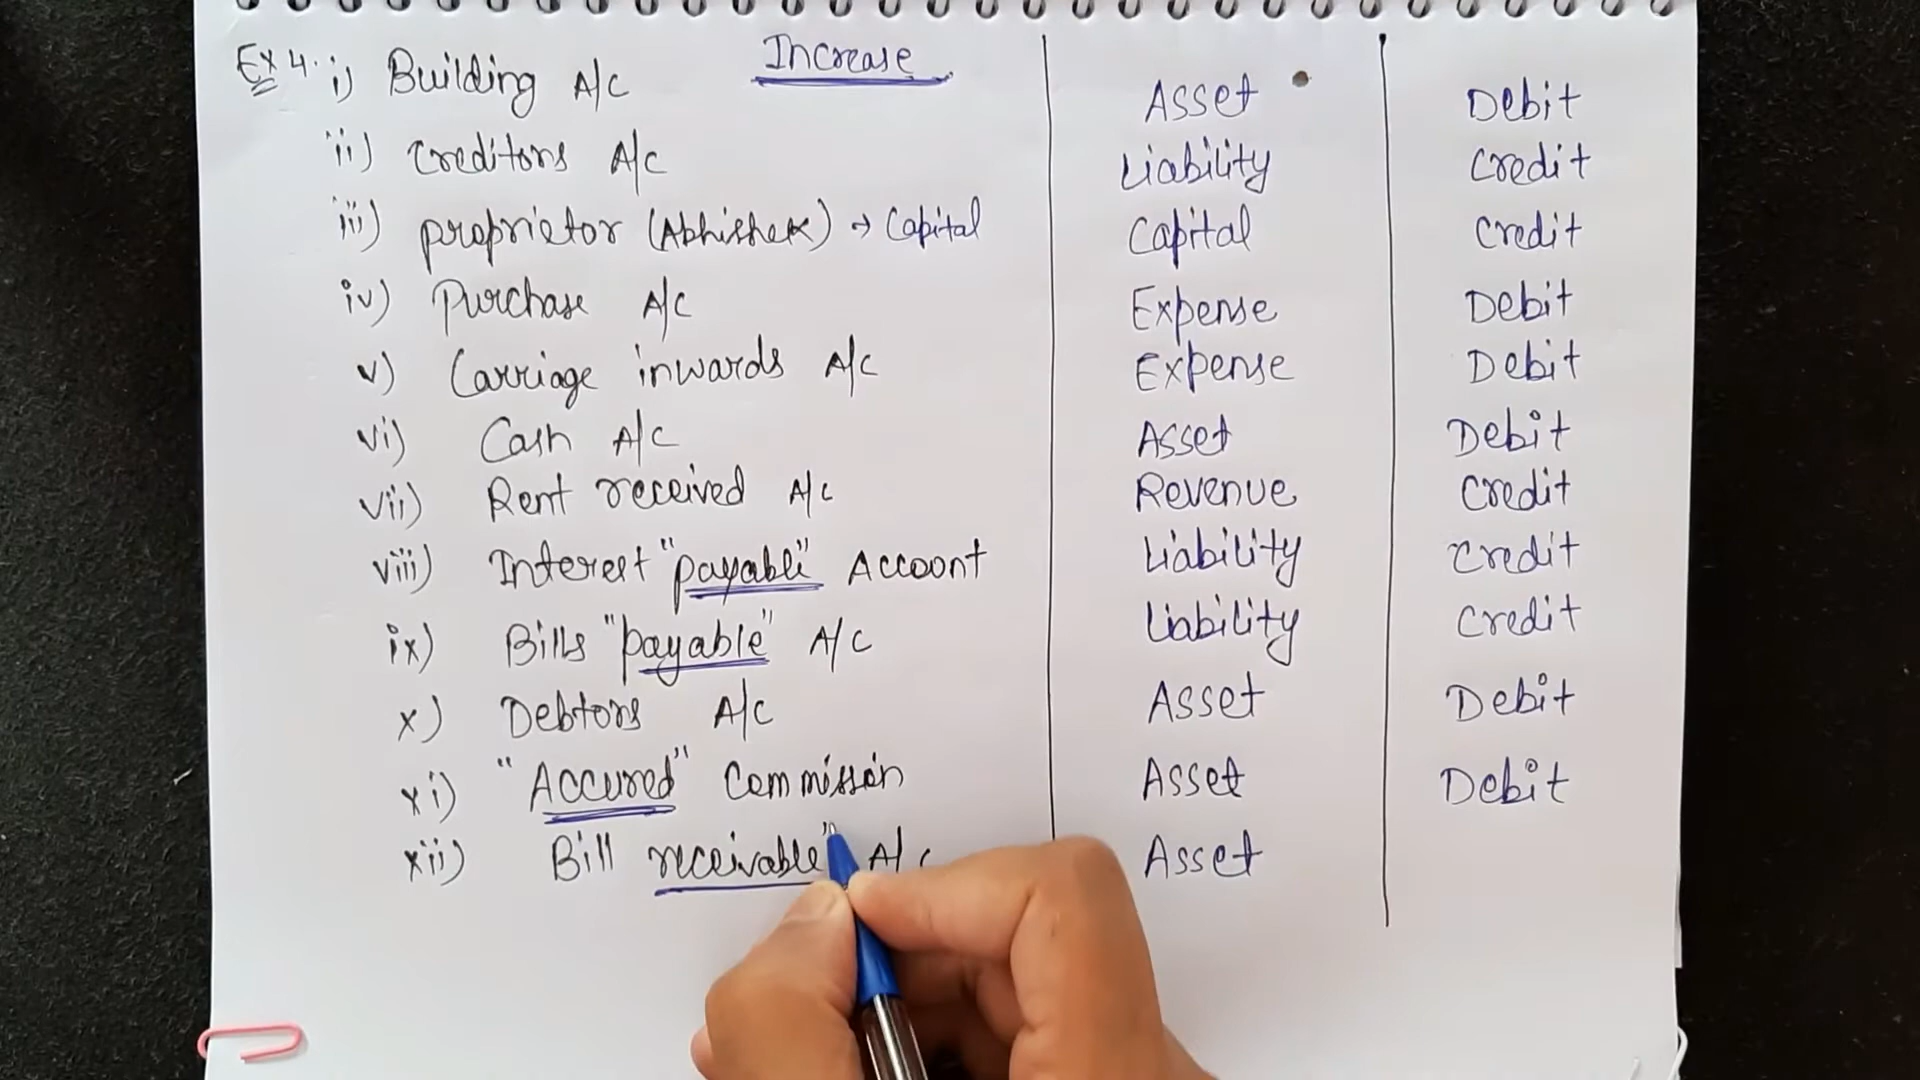 Ex 4. i) Building A/c Increase Asset Debit
ii) Creditors A/c Liability Credit
iii) proprietor (Abhishek) → Capital Capital Credit
iv) Purchase A/c Expense Debit
v) Carriage inwards A/c Expense Debit
vi) Cash A/c Asset Debit
vii) Rent received A/c Revenue Credit
viii) Interest "payable" Account Liability Credit
ix) Bills "payable" A/c Liability Credit
x) Debtors A/c Asset Debit
xi) "Accured" Commission Asset Debit
xii) Bill receivable" A/c Asset